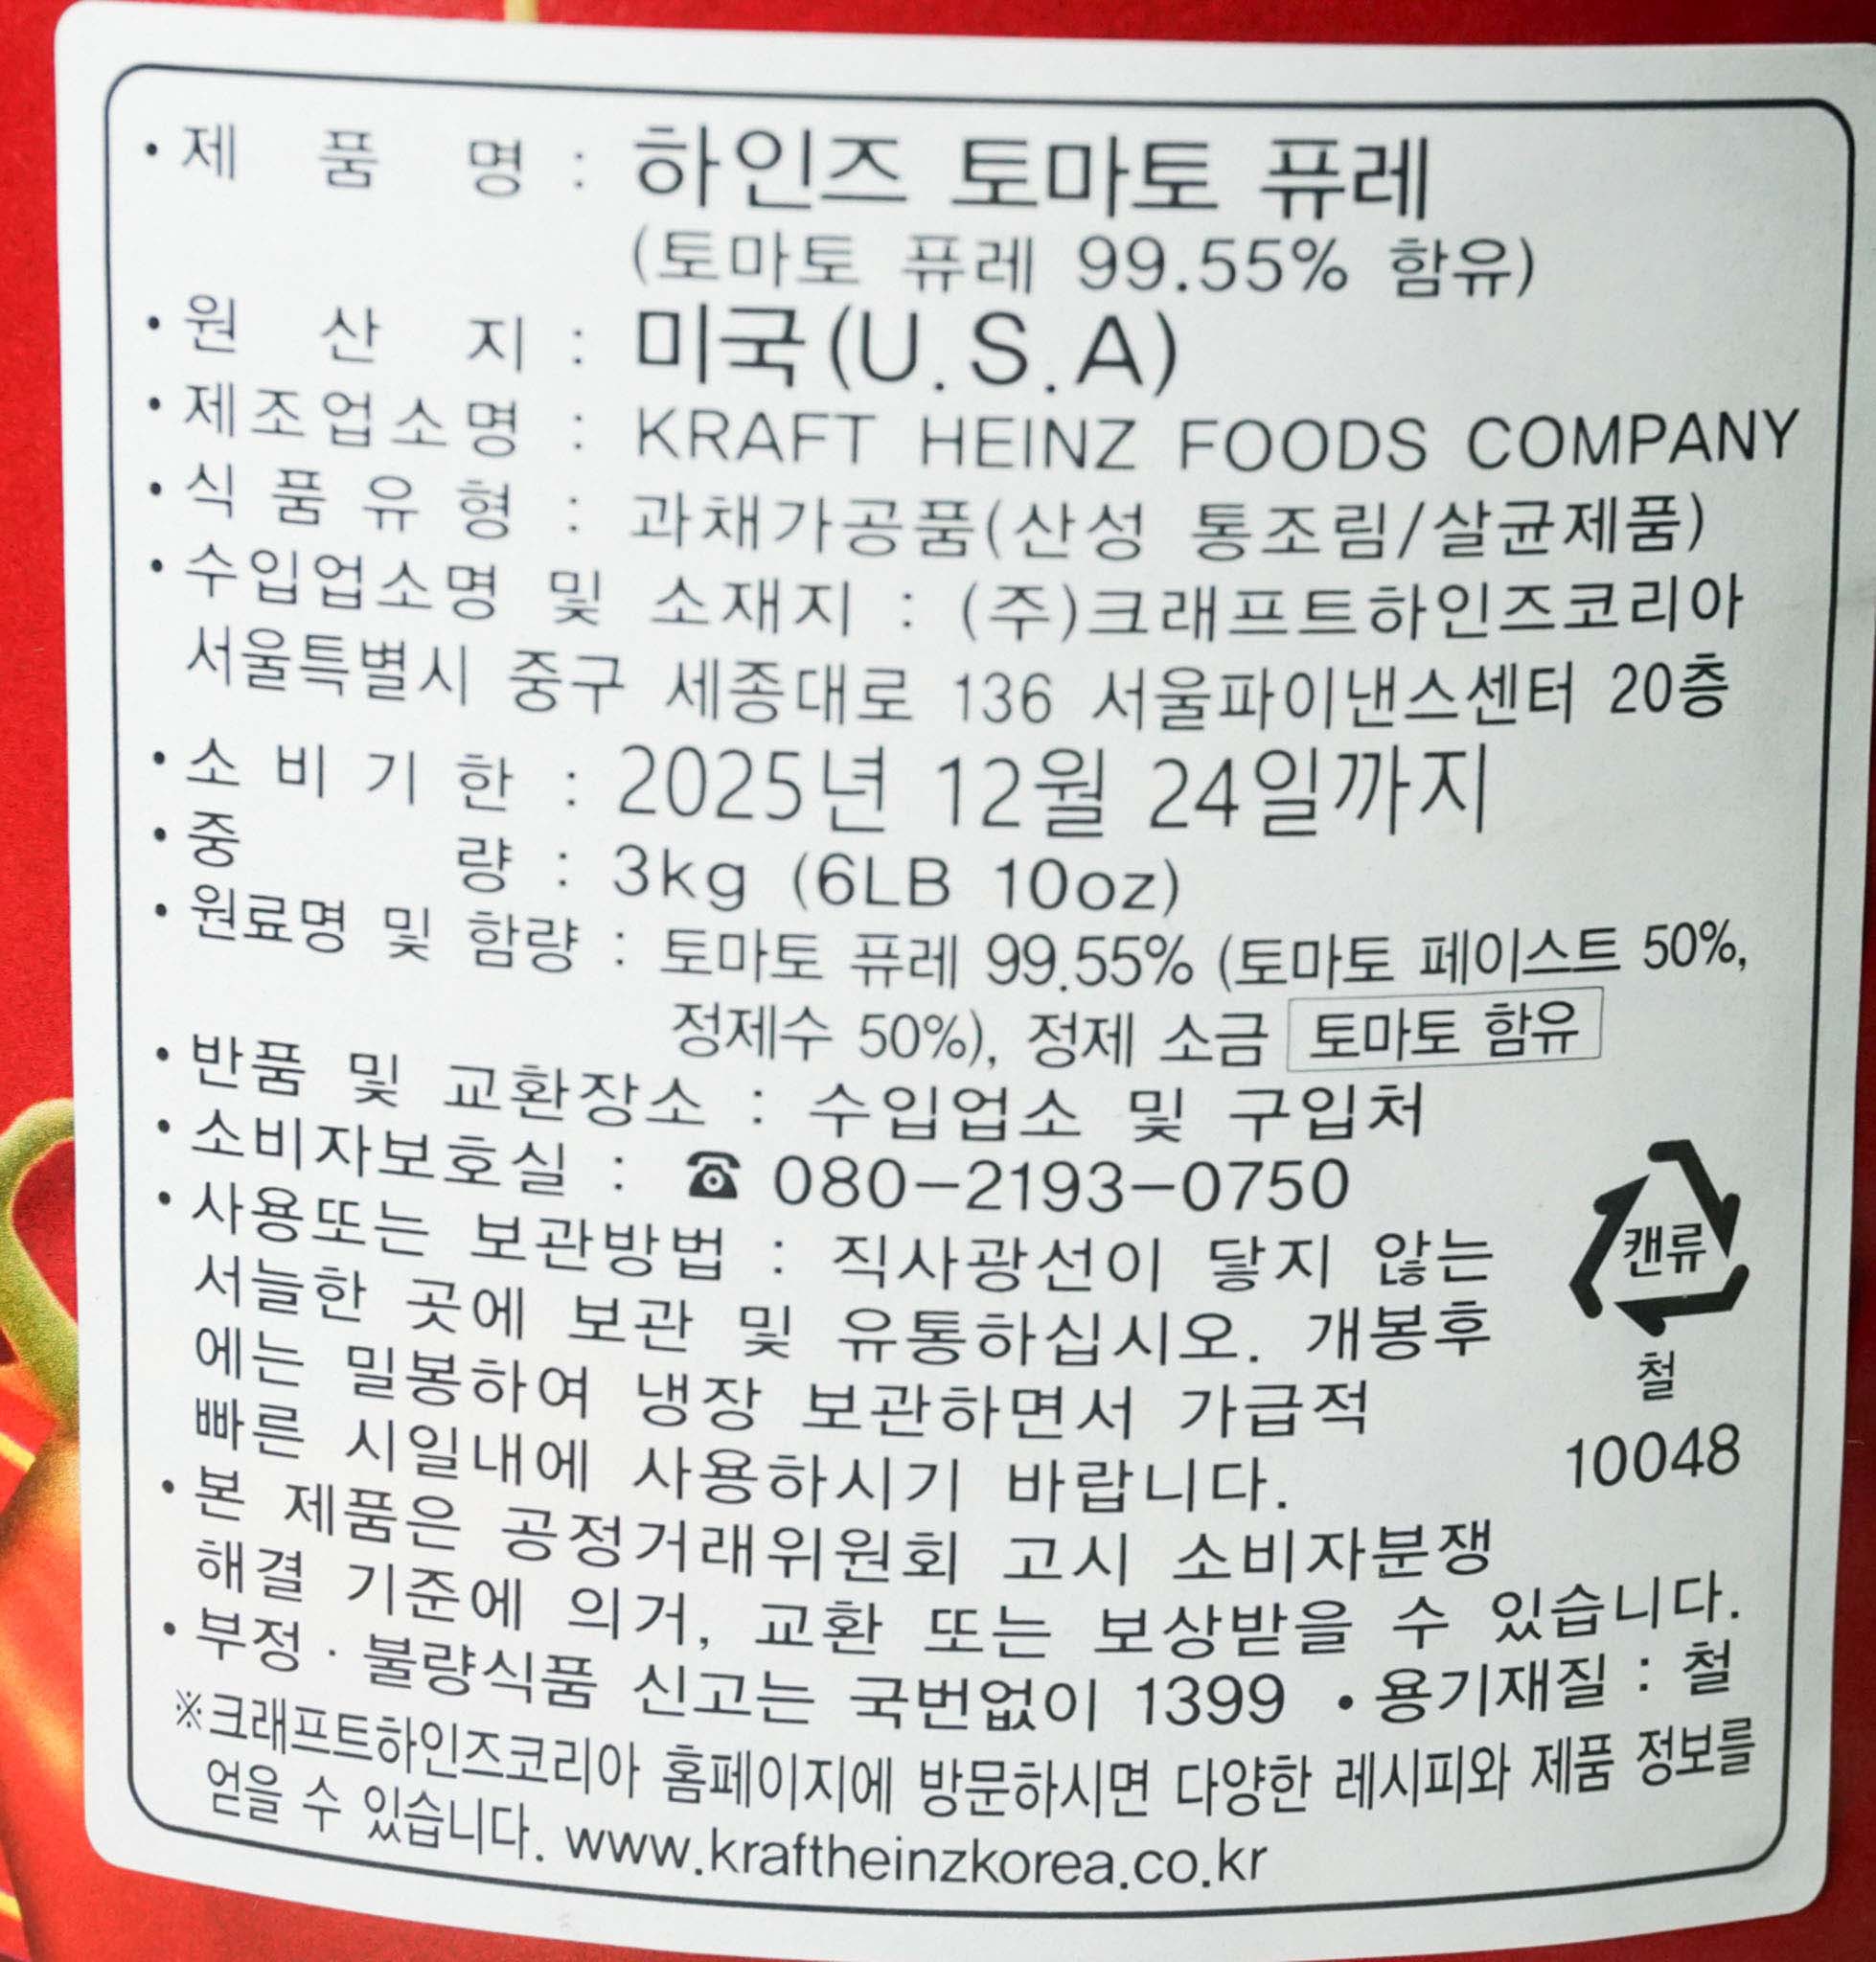 • 제 품 명 : 하인즈 토마토 퓨레
(토마토 퓨레 99.55% 함유)
• 원 산 지 : 미국(U.S.A)
• 제조업소명 : KRAFT HEINZ FOODS COMPANY
• 식 품 유 형 : 과채가공품(산성 통조림/살균제품)
• 수입업소명 및 소재지 : (주)크래프트하인즈코리아
서울특별시 중구 세종대로 136 서울파이낸스센터 20층
• 소 비 기 한 : 2025년 12월 24일까지
• 중 량 : 3kg (6LB 10oz)
• 원료명 및 함량 : 토마토 퓨레 99.55% (토마토 페이스트 50%,
정제수 50%), 정제 소금 토마토 함유
• 반품 및 교환장소 : 수입업소 및 구입처
• 소비자보호실 : ☎ 080-2193-0750
• 사용또는 보관방법 : 직사광선이 닿지 않는
서늘한 곳에 보관 및 유통하십시오. 개봉후
에는 밀봉하여 냉장 보관하면서 가급적
빠른 시일내에 사용하시기 바랍니다.
캔류
철
10048
• 본 제품은 공정거래위원회 고시 소비자분쟁
해결 기준에 의거, 교환 또는 보상받을 수 있습니다.
• 부정 · 불량식품 신고는 국번없이 1399 • 용기재질 : 철
※크래프트하인즈코리아 홈페이지에 방문하시면 다양한 레시피와 제품 정보를
얻을 수 있습니다. www.kraftheinzkorea.co.kr